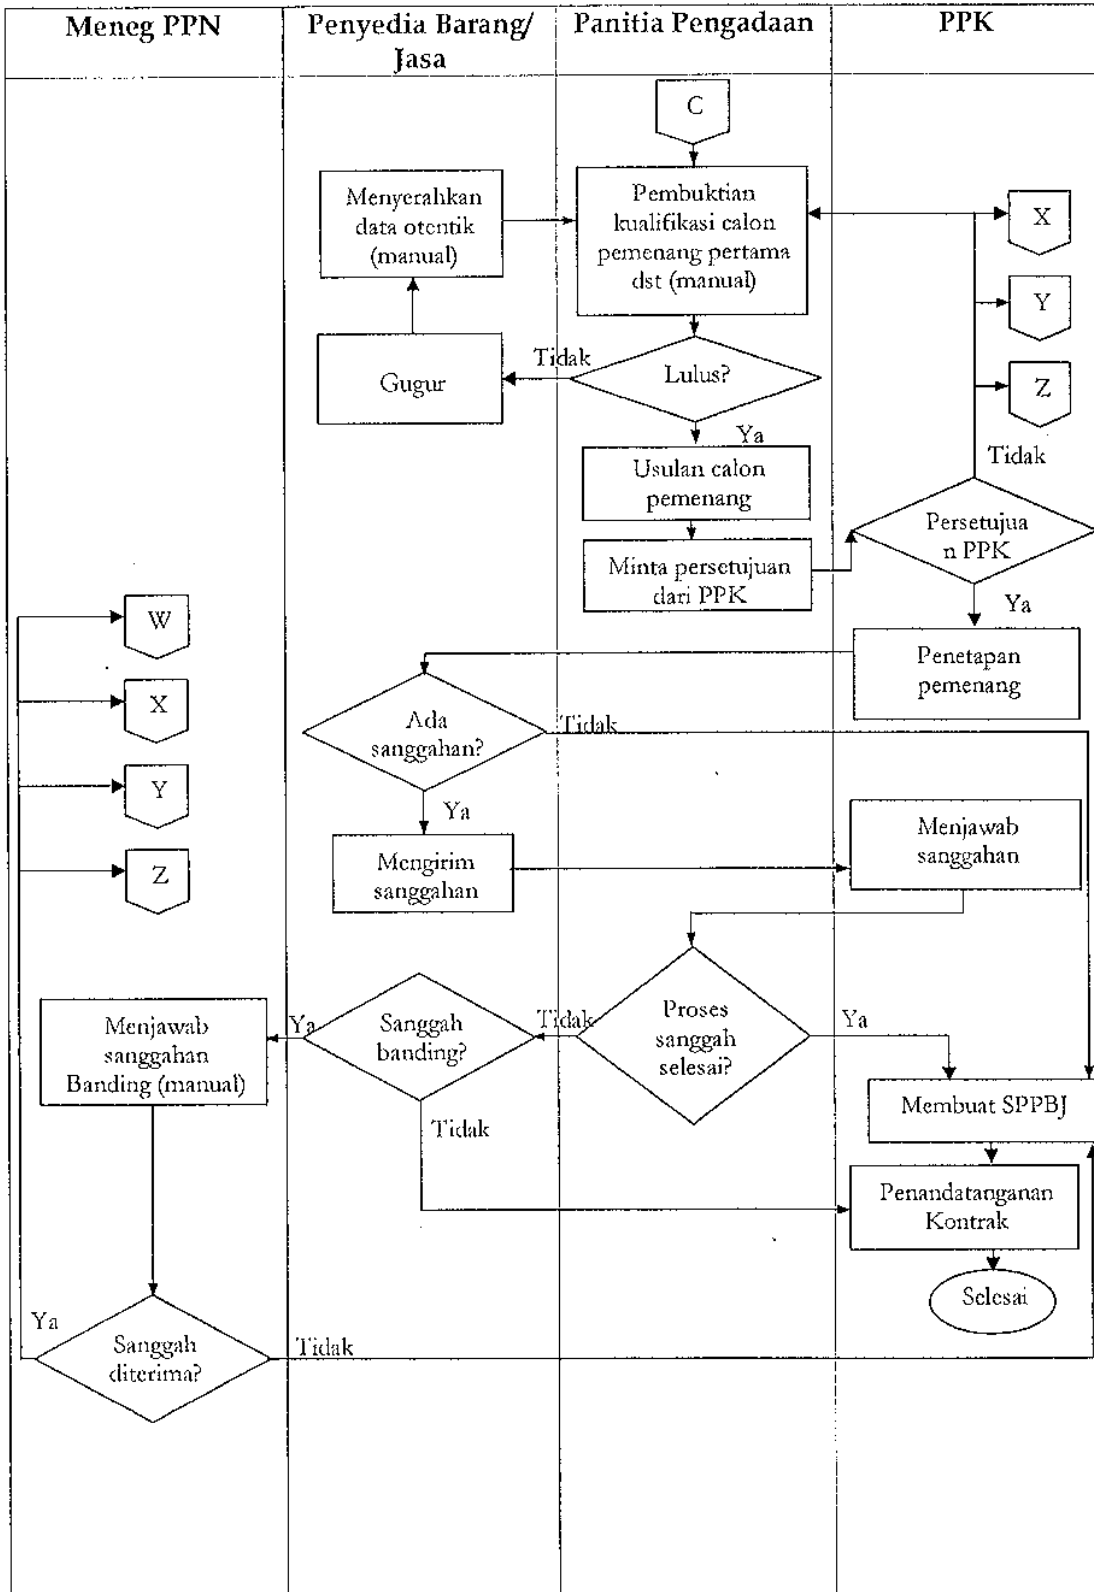 Meneg PPN
Penyedia Barang/
Jasa
Panitia Pengadaan
PPK
C
Menyerahkan
data otentik
(manual)
Pembuktian
kualifikasi calon
pemenang pertama
dst (manual)
X
Y
Z
Gugur
Tidak
Lulus?
Ya
Tidak
Usulan calon
pemenang
Persetujua
n PPK
Minta persetujuan
dari PPK
Ya
W
X
Y
Z
Penetapan
pemenang
Ada
sanggahan?
Tidak
Ya
Mengirim
sanggahan
Menjawab
sanggahan
Menjawab
sanggahan
Banding (manual)
Ya
Sanggah
banding?
Tidak
Proses
sanggah
selesai?
Ya
Tidak
Membuat SPPBJ
Penandatanganan
Kontrak
Selesai
Ya
Sanggah
diterima?
Tidak